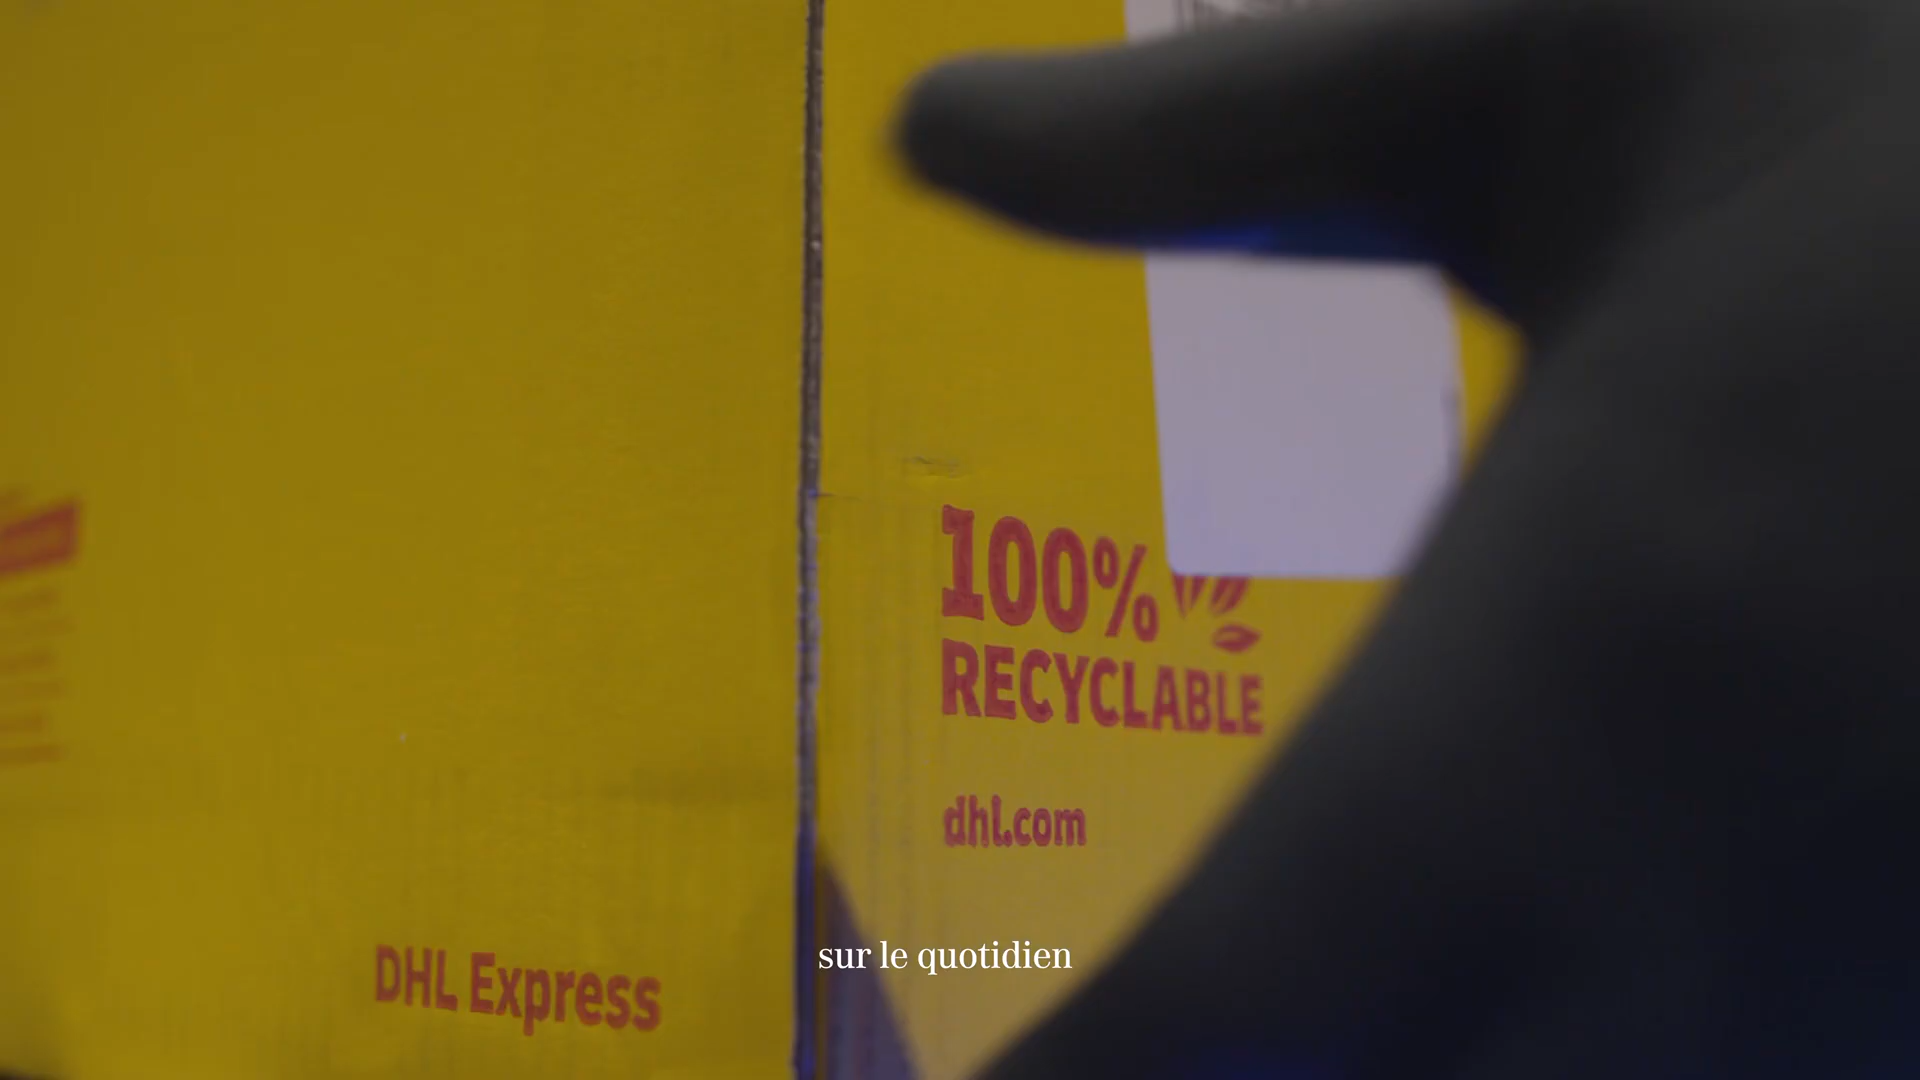 100%
RECYCLABLE
dhl.com
DHL Express
sur le quotidien